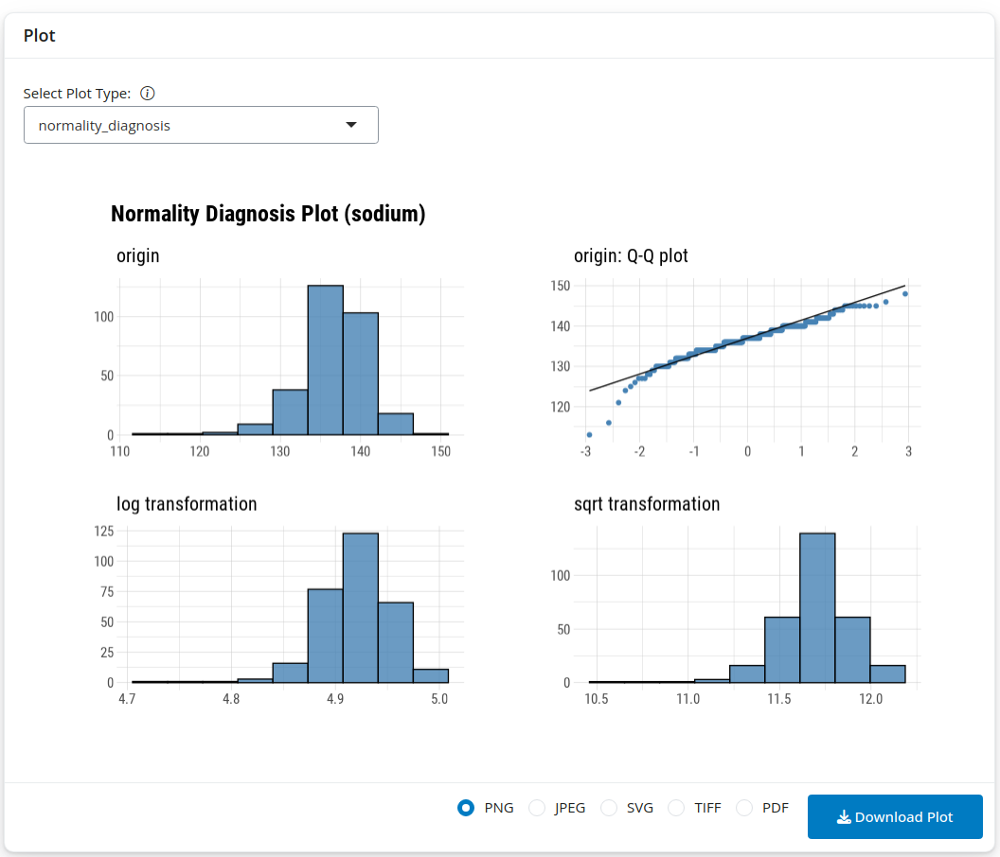 Plot
Select Plot Type:
normality_diagnosis
Normality Diagnosis Plot (sodium)
origin
100
50
0
110 120 130 140 150
origin: Q-Q plot
150
140
130
120
-3 -2 -1 0 1 2 3
log transformation
125
100
75
50
25
0
4.7 4.8 4.9 5.0
sqrt transformation
100
50
0
10.5 11.0 11.5 12.0
PNG JPEG SVG TIFF PDF
Download Plot